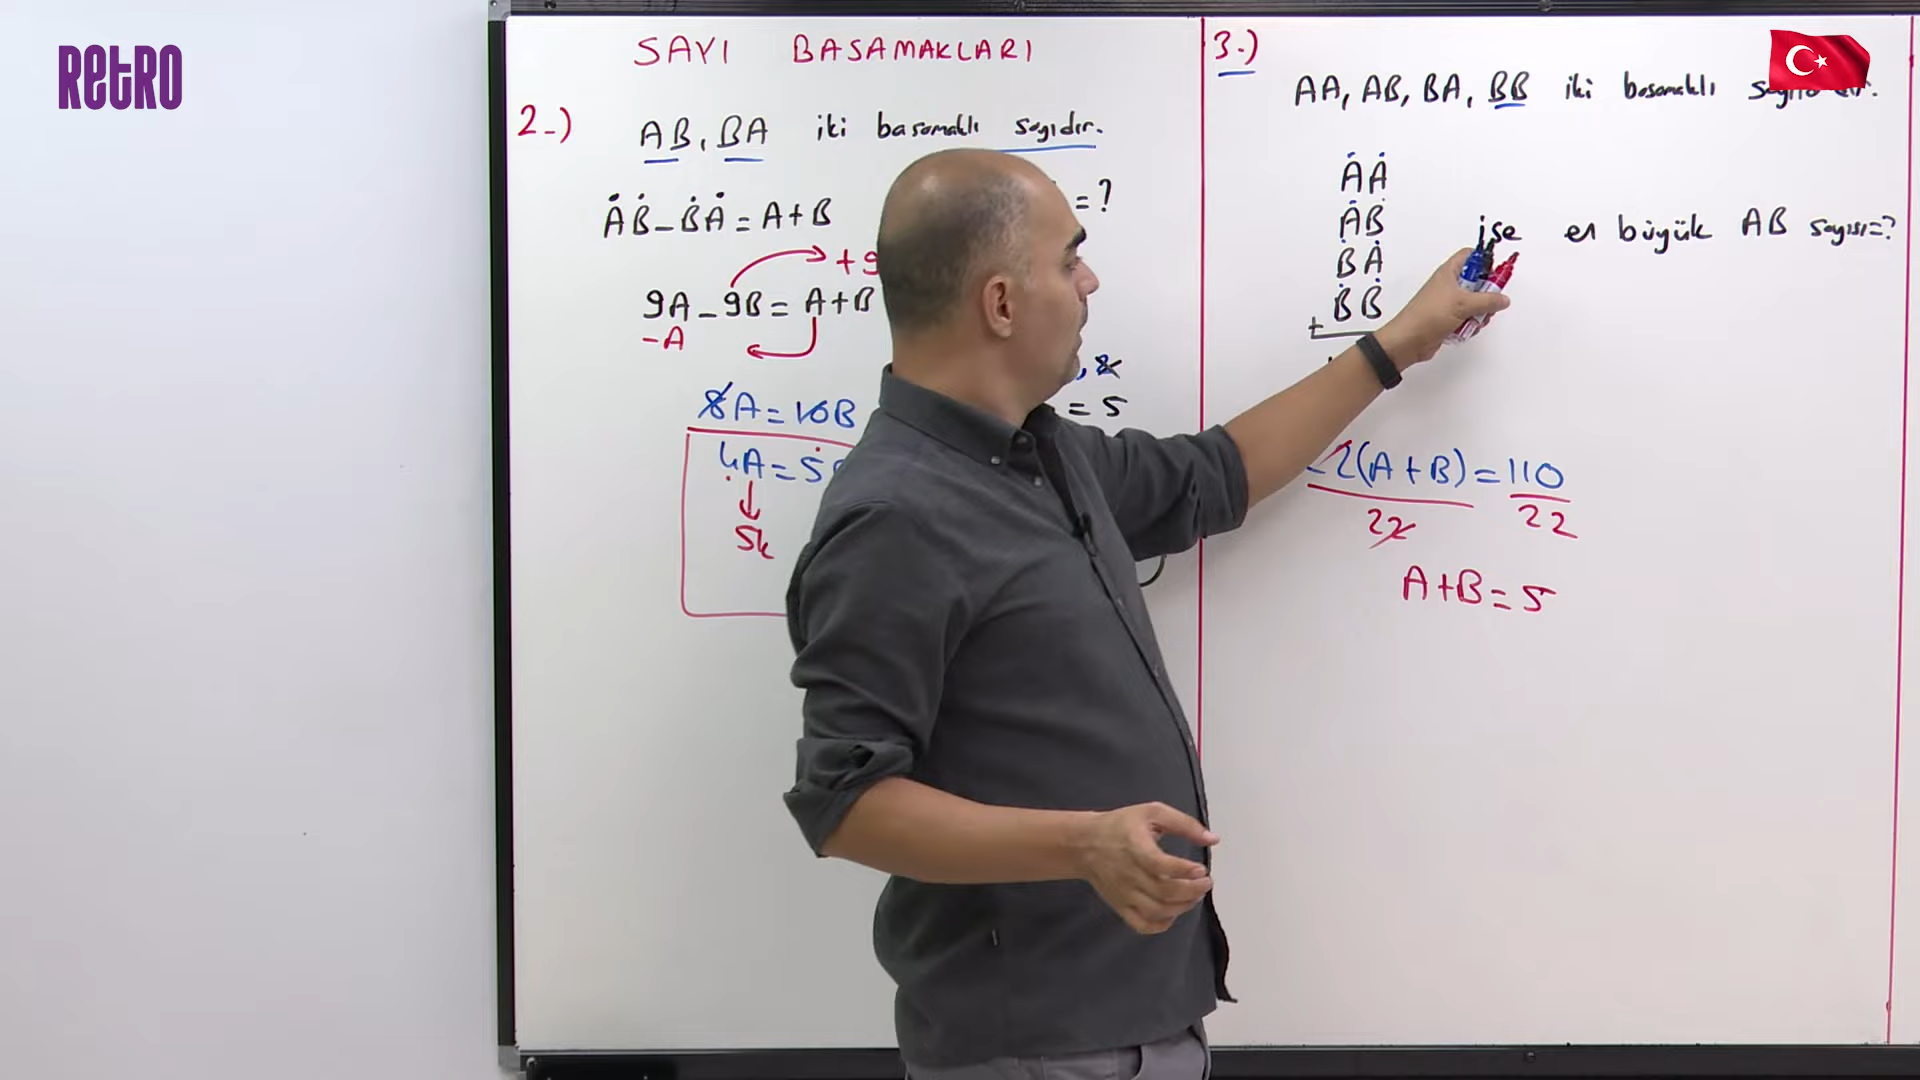 RETRO
SAYI BASAMAKLARI
2-) AB, BA iki basamaklı sayıdır.
AB - BA = A+B
= ?
+9
9A - 9B = A+B
-A
8A = 10B
= 5
4A = 5
5k
3-)
AA, AB, BA, BB iki basamaklı
AA
AB
BA
+ BB
ise en büyük AB sayısı=?
2(A+B) = 110
22 22
A+B = 5